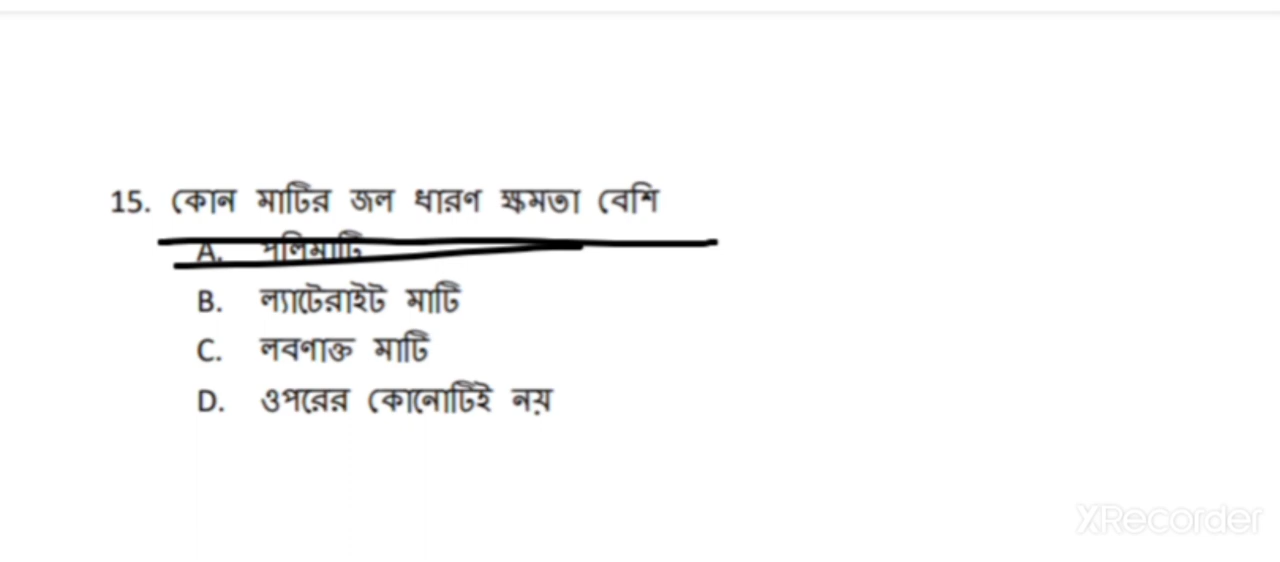 15. কোন মাটির জল ধারণ ক্ষমতা বেশি
A. পলিমাটি
B. ল্যাটেরাইট মাটি
C. লবণাক্ত মাটি
D. ওপরের কোনোটিই নয়
XRecorder